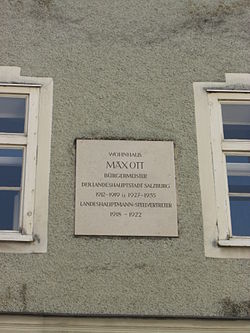 WOHNHAUS
MAX OTT
BÜRGERMEISTER
DER LANDESHAUPTSTADT SALZBURG
1912–1919 U. 1927–1935
LANDESHAUPTMANN-STELLVERTRETER
1918 – 1922